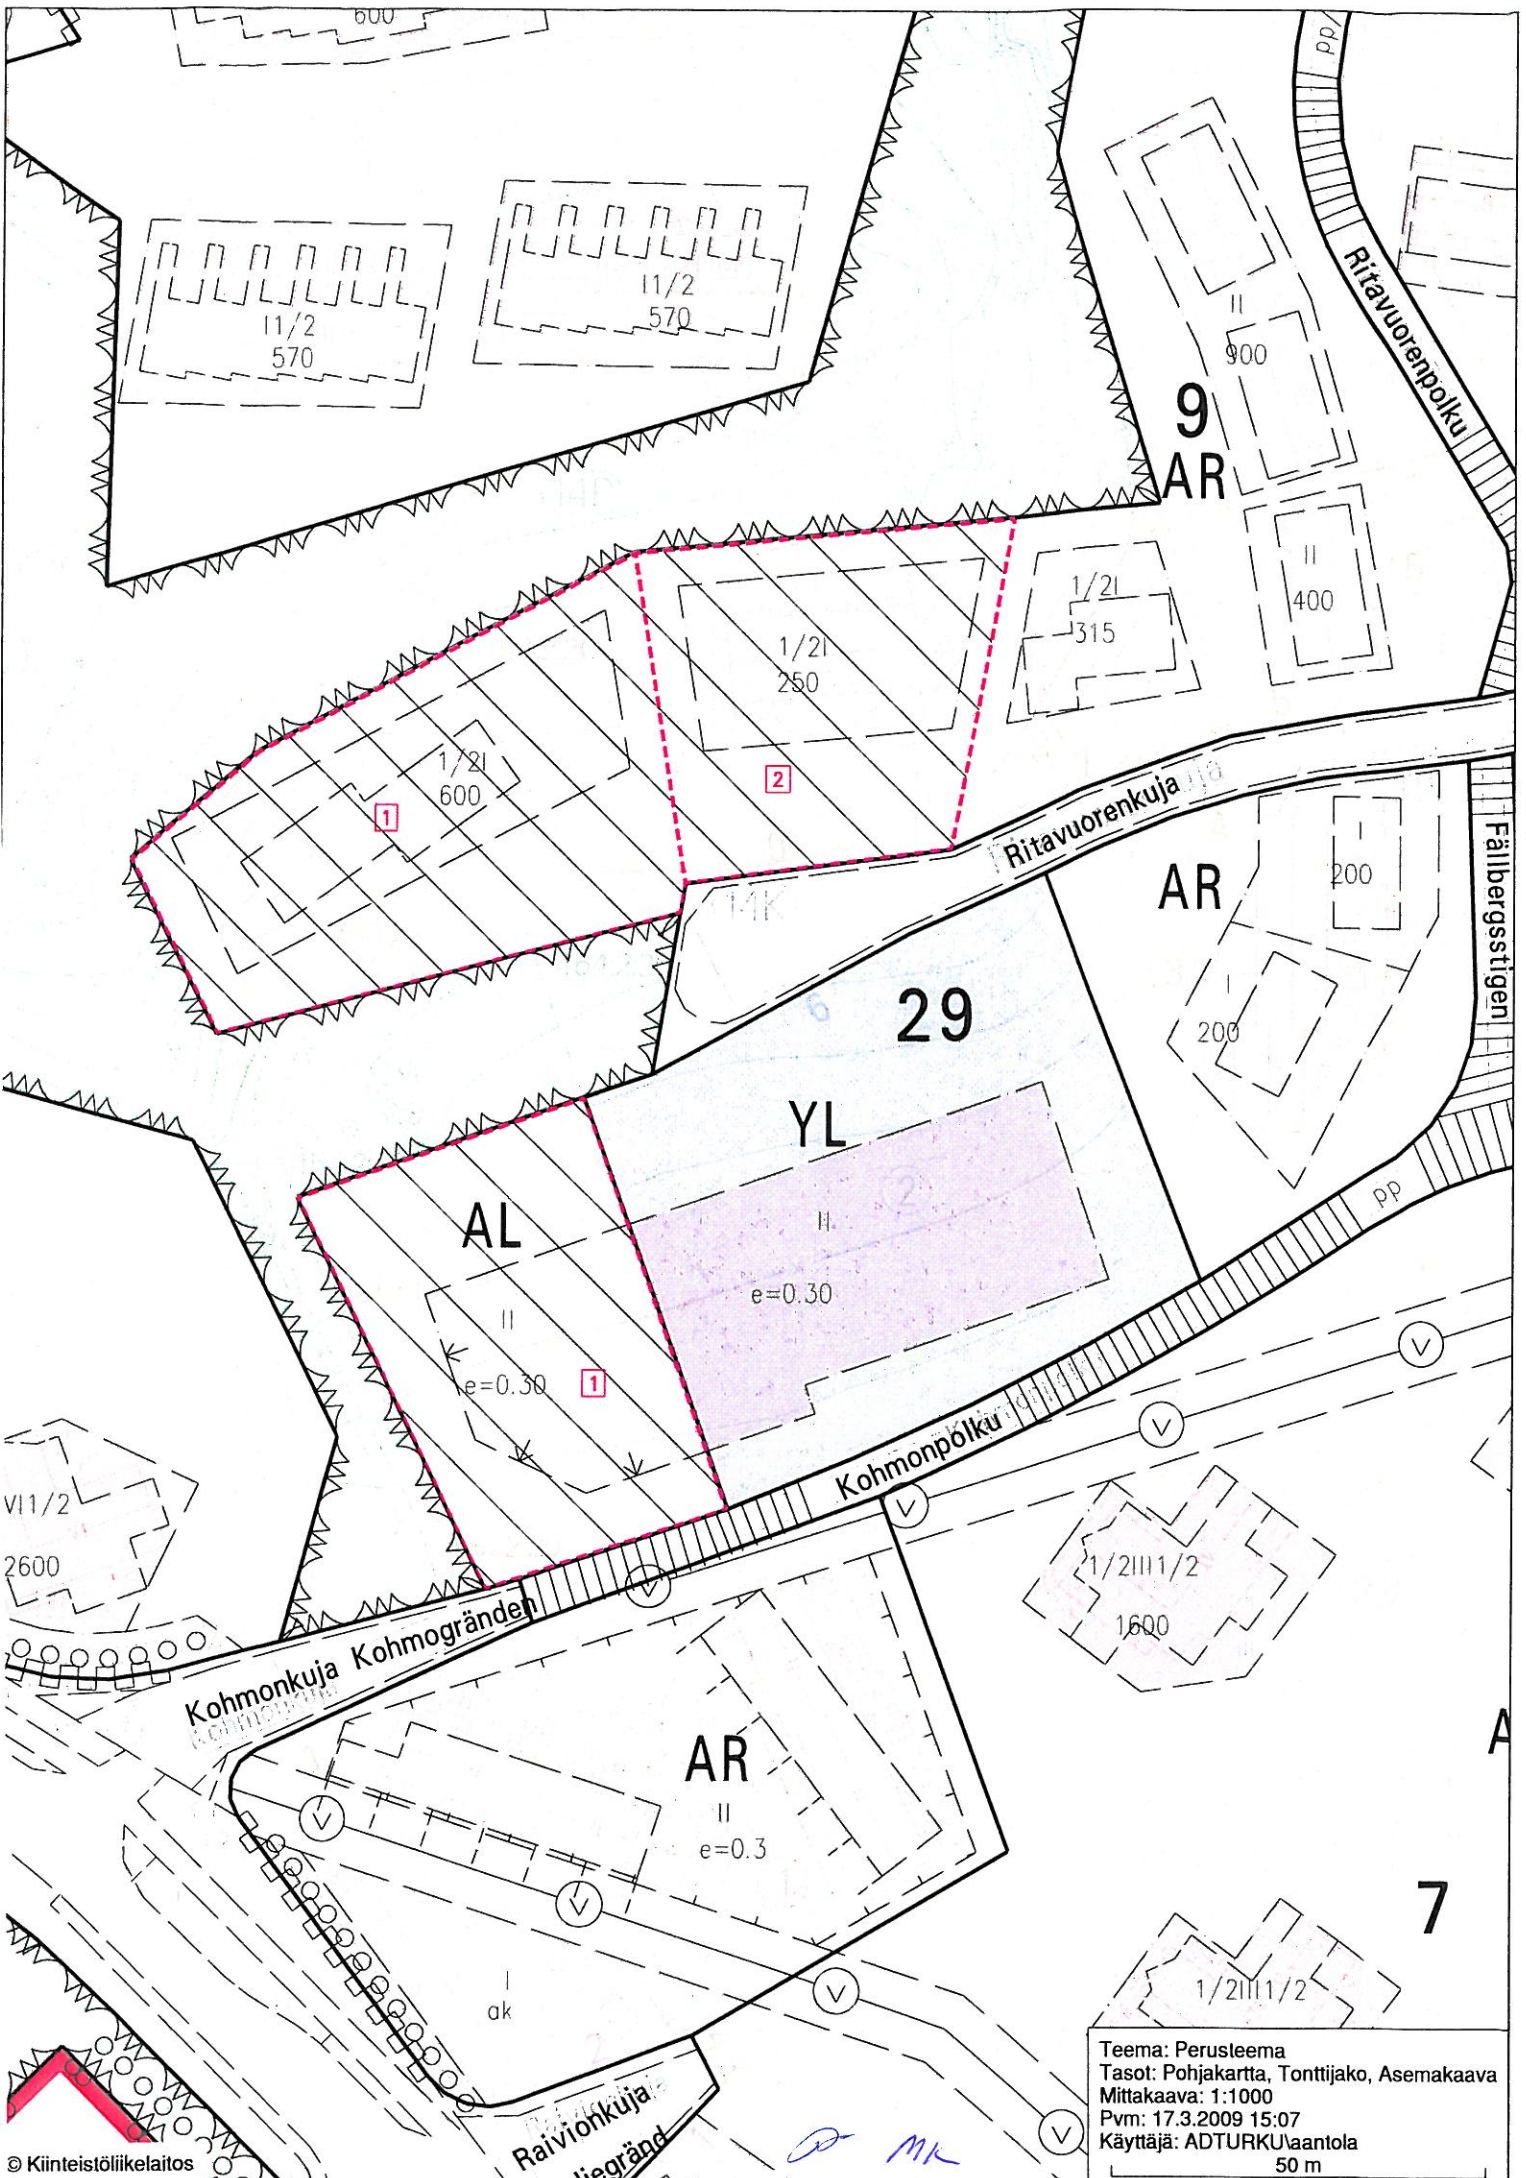 600
pp/
I1/2
570
I1/2
570
II
900
Ritavuorenpolku
9
AR
1/2I
315
II
400
1/2I
250
1/2I
600
1
2
Ritavuorenkuja
AR
I
200
Fällbergsstigen
I
200
29
YL
II
e=0.30
AL
II
e=0.30
1
pp
Kohmonpolku
V
V
V
V
VI1/2
2600
1/2III1/2
1600
Kohmonkuja Kohmogränden
AR
II
e=0.3
V
V
V
V
A
7
1/2III1/2
I
ak
Raivionkuja
Teema: Perusteema
Tasot: Pohjakartta, Tonttijako, Asemakaava
Mittakaava: 1:1000
Pvm: 17.3.2009 15:07
Käyttäjä: ADTURKU\aantola
50 m
© Kiinteistöliikelaitos
MK